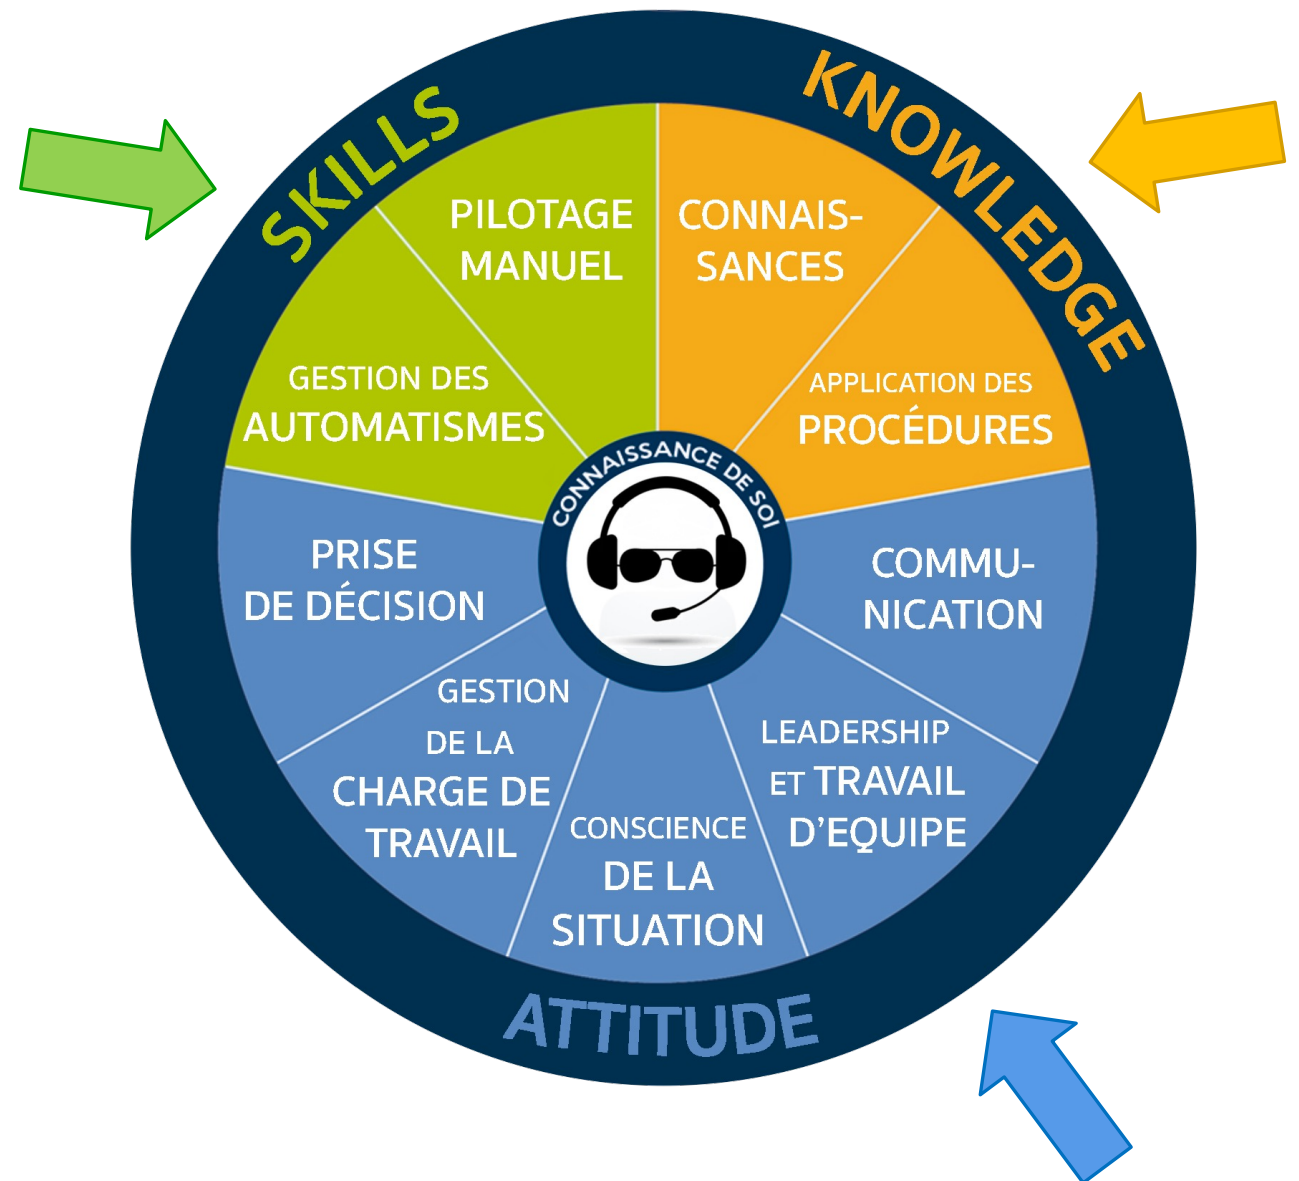 SKILLS
KNOWLEDGE
PILOTAGE
MANUEL
CONNAIS-
SANCES
GESTION DES
AUTOMATISMES
APPLICATION DES
PROCÉDURES
CONNAISSANCE DE SOI
PRISE
DE DÉCISION
COMMU-
NICATION
GESTION
DE LA
CHARGE DE
TRAVAIL
CONSCIENCE
DE LA
SITUATION
LEADERSHIP
ET TRAVAIL
D'EQUIPE
ATTITUDE